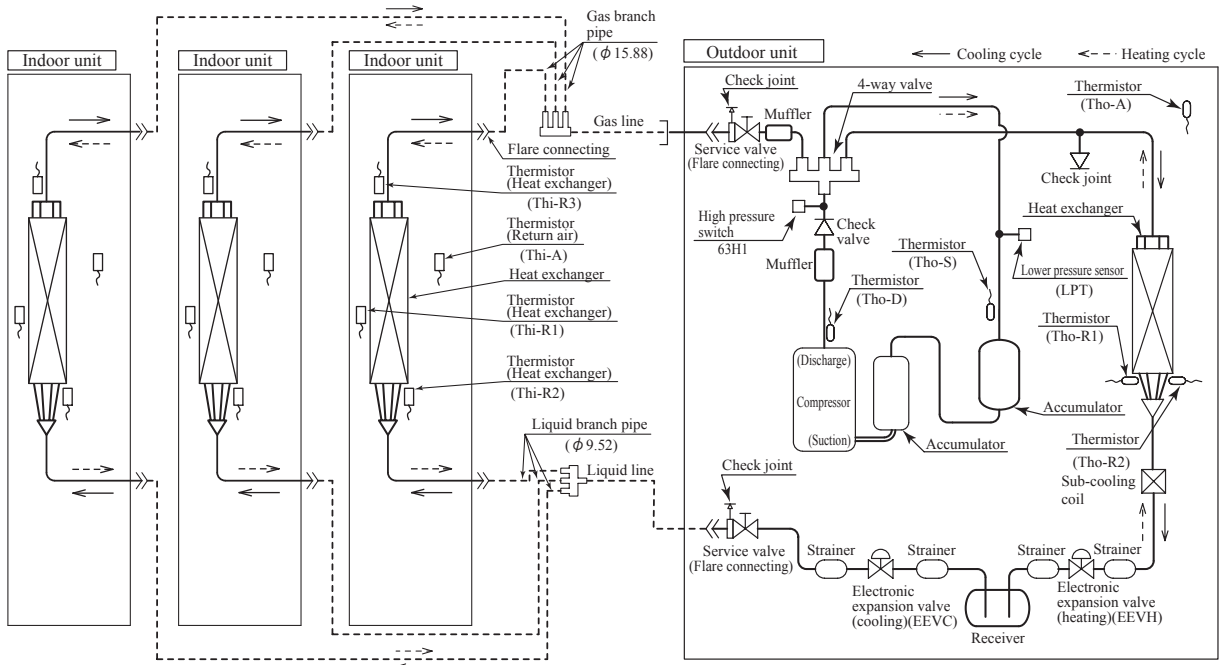 Gas branch
pipe
(ϕ 15.88)
Indoor unit
Indoor unit
Indoor unit
Outdoor unit
Cooling cycle
Heating cycle
Check joint
4-way valve
Thermistor
(Tho-A)
Muffler
Gas line
Service valve
(Flare connecting)
Flare connecting
Check joint
Thermistor
(Heat exchanger)
(Thi-R3)
High pressure
switch
63H1
Check
valve
Heat exchanger
Thermistor
(Return air)
(Thi-A)
Muffler
Thermistor
(Tho-S)
Lower pressure sensor
(LPT)
Heat exchanger
Thermistor
(Tho-D)
Thermistor
(Heat exchanger)
(Thi-R1)
Thermistor
(Tho-R1)
(Discharge)
Compressor
(Suction)
Thermistor
(Heat exchanger)
(Thi-R2)
Accumulator
Accumulator
Thermistor
(Tho-R2)
Liquid branch pipe
(ϕ 9.52)
Liquid line
Check joint
Sub-cooling
coil
Service valve
(Flare connecting)
Strainer
Strainer
Strainer
Strainer
Electronic
expansion valve
(cooling)(EEVC)
Electronic
expansion valve
(heating)(EEVH)
Receiver